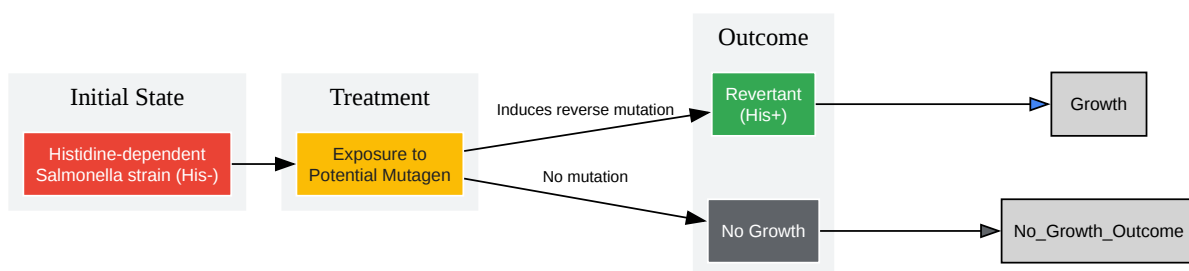 Initial State
Histidine-dependent
Salmonella strain (His-)
Treatment
Exposure to
Potential Mutagen
Induces reverse mutation
No mutation
Outcome
Revertant
(His+)
No Growth
Growth
No_Growth_Outcome